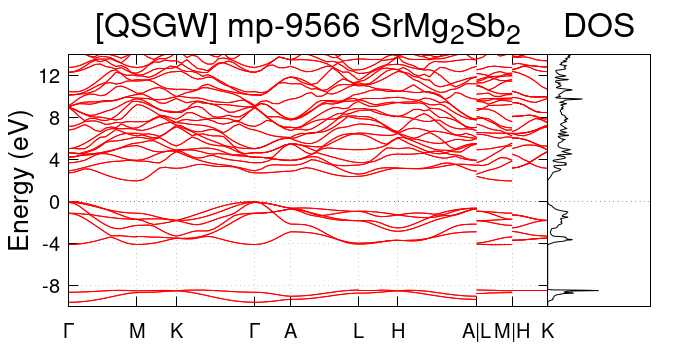 [QSGW] mp-9566 SrMg₂Sb₂ DOS
Energy (eV)
12
8
4
0
-4
-8
Γ M K Γ A L H A|L M|H K